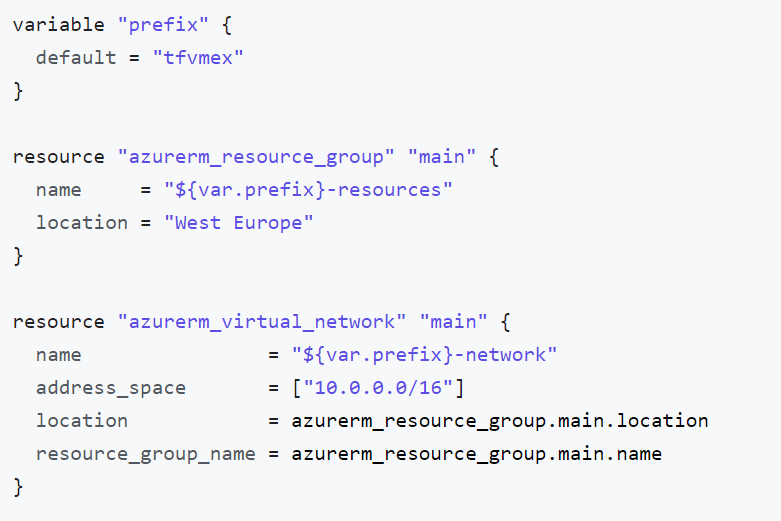 variable "prefix" {
  default = "tfvmex"
}

resource "azurerm_resource_group" "main" {
  name     = "${var.prefix}-resources"
  location = "West Europe"
}

resource "azurerm_virtual_network" "main" {
  name                = "${var.prefix}-network"
  address_space       = ["10.0.0.0/16"]
  location            = azurerm_resource_group.main.location
  resource_group_name = azurerm_resource_group.main.name
}